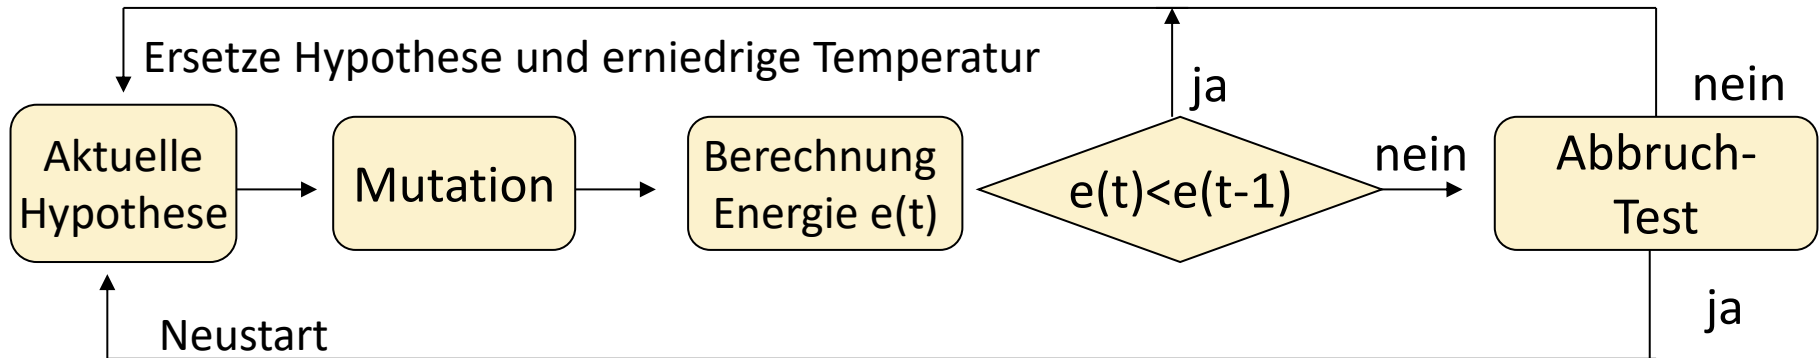 Ersetze Hypothese und erniedrige Temperatur
ja
nein
Aktuelle
Hypothese
Mutation
Berechnung
Energie e(t)
e(t)<e(t-1)
nein
Abbruch-
Test
Neustart
ja